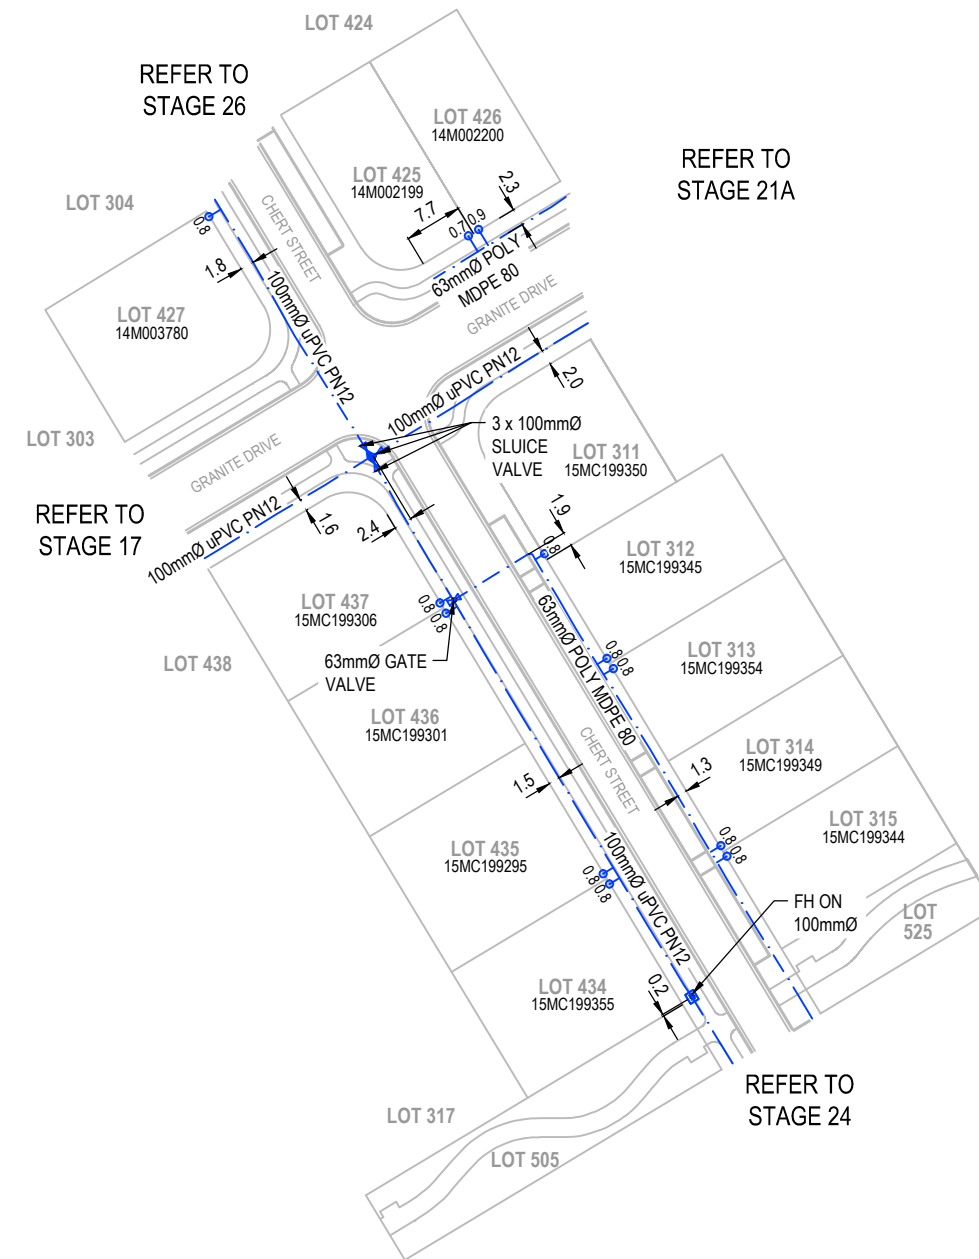 LOT 424
REFER TO
STAGE 26
LOT 426
14M002200
LOT 425
14M002199
REFER TO
STAGE 21A
LOT 304
CHERT STREET
2.3
7.7
0.7
0.9
0.8
1.8
63mmØ POLY
MDPE 80
100mmØ uPVC PN12
GRANITE DRIVE
LOT 427
14M003780
2.0
100mmØ uPVC PN12
3 x 100mmØ
SLUICE
VALVE
LOT 303
GRANITE DRIVE
LOT 311
15MC199350
REFER TO
STAGE 17
100mmØ uPVC PN12
1.6
2.4
1.9
0.8
LOT 312
15MC199345
LOT 437
15MC199306
0.8
0.8
63mmØ POLY MDPE 80
LOT 438
63mmØ GATE
VALVE
0.8
0.8
LOT 313
15MC199354
LOT 436
15MC199301
CHERT STREET
LOT 314
15MC199349
1.3
1.5
LOT 315
15MC199344
LOT 435
15MC199295
100mmØ uPVC PN12
0.8
0.8
0.8
0.8
FH ON
100mmØ
LOT
525
LOT 434
15MC199355
0.2
REFER TO
STAGE 24
LOT 317
LOT 505